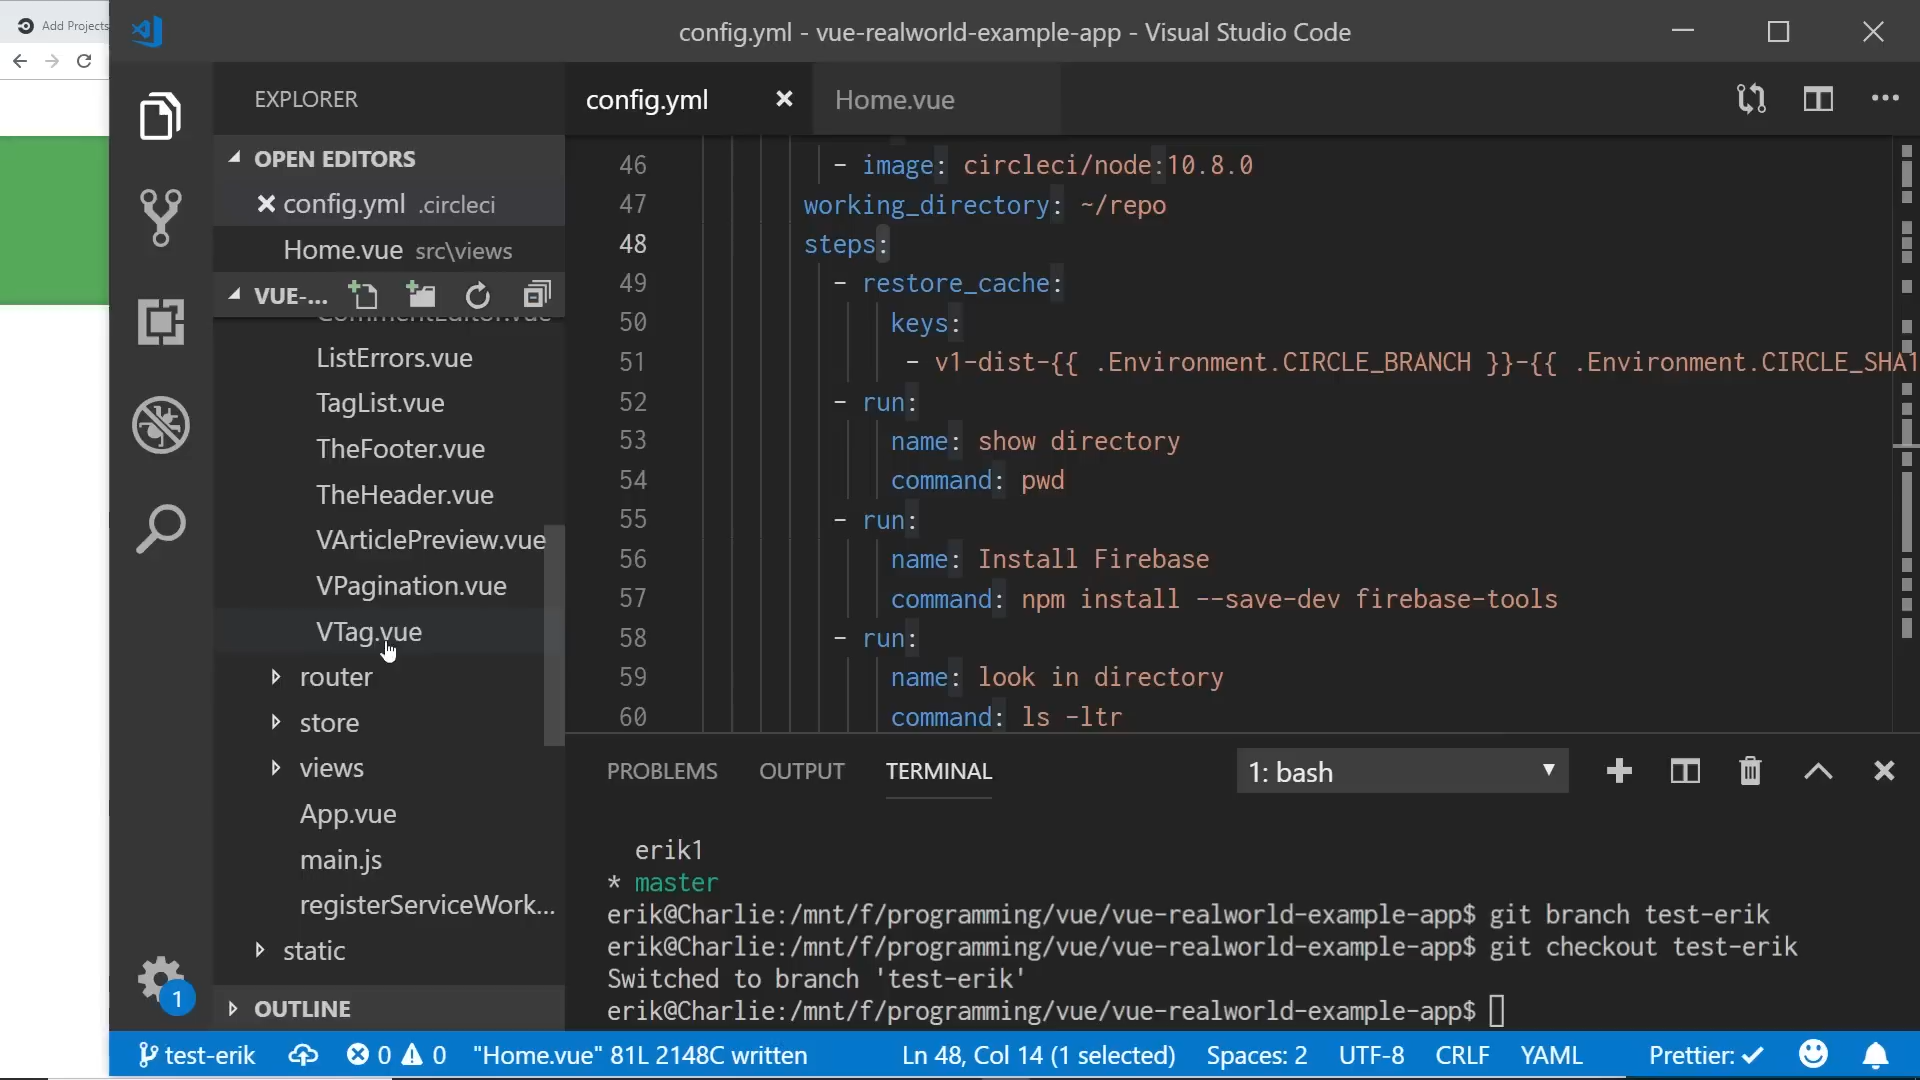 Add Projects
config.yml - vue-realworld-example-app - Visual Studio Code
EXPLORER
config.yml
Home.vue
OPEN EDITORS
config.yml .circleci
Home.vue src\views
VUE-...
CommentEditor.vue
ListErrors.vue
TagList.vue
TheFooter.vue
TheHeader.vue
VArticlePreview.vue
VPagination.vue
VTag.vue
router
store
views
App.vue
main.js
registerServiceWork...
static
OUTLINE
46 - image: circleci/node:10.8.0
47 working_directory: ~/repo
48 steps:
49 - restore_cache:
50 keys:
51 - v1-dist-{{ .Environment.CIRCLE_BRANCH }}-{{ .Environment.CIRCLE_SHA1
52 - run:
53 name: show directory
54 command: pwd
55 - run:
56 name: Install Firebase
57 command: npm install --save-dev firebase-tools
58 - run:
59 name: look in directory
60 command: ls -ltr
PROBLEMS OUTPUT TERMINAL 1: bash
erik1
* master
erik@Charlie:/mnt/f/programming/vue/vue-realworld-example-app$ git branch test-erik
erik@Charlie:/mnt/f/programming/vue/vue-realworld-example-app$ git checkout test-erik
Switched to branch 'test-erik'
erik@Charlie:/mnt/f/programming/vue/vue-realworld-example-app$
1
test-erik 0 0 "Home.vue" 81L 2148C written Ln 48, Col 14 (1 selected) Spaces: 2 UTF-8 CRLF YAML Prettier: ✓